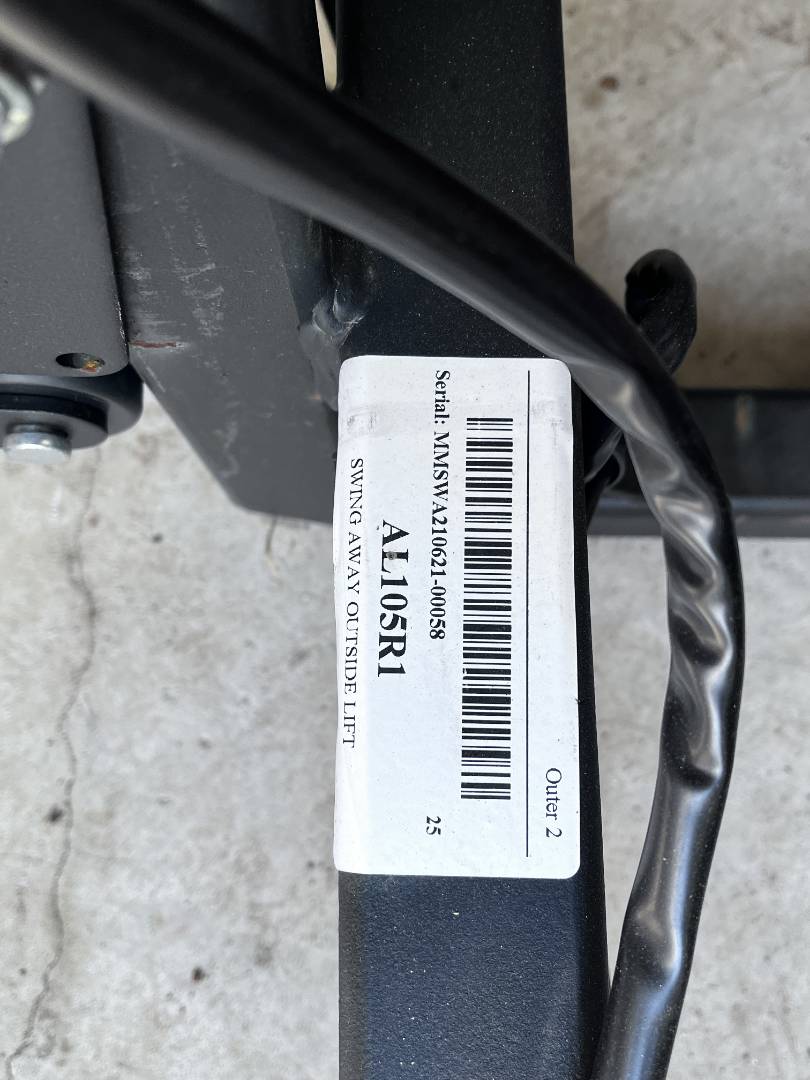 Outer 2
Serial: MMSWA210621-00058
25
AL105R1
SWING AWAY OUTSIDE LIFT